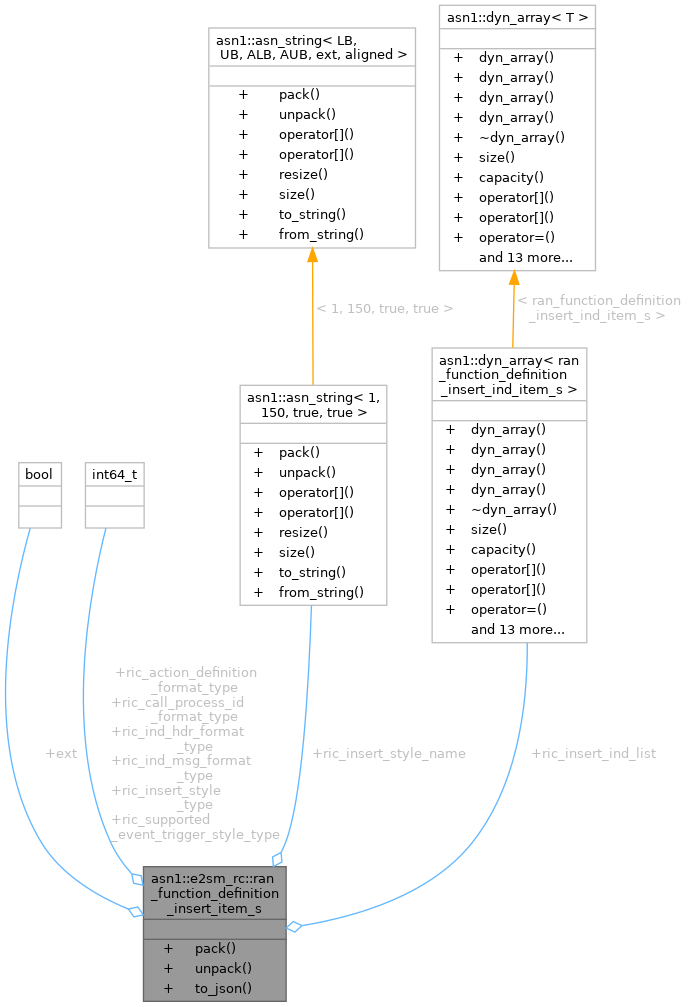 asn1::asn_string< LB,
UB, ALB, AUB, ext, aligned >
+ pack()
+ unpack()
+ operator[]()
+ operator[]()
+ resize()
+ size()
+ to_string()
+ from_string()
asn1::dyn_array< T >
+ dyn_array()
+ dyn_array()
+ dyn_array()
+ dyn_array()
+ ~dyn_array()
+ size()
+ capacity()
+ operator[]()
+ operator[]()
+ operator=()
and 13 more...
< 1, 150, true, true >
< ran_function_definition
_insert_ind_item_s >
asn1::asn_string< 1,
150, true, true >
+ pack()
+ unpack()
+ operator[]()
+ operator[]()
+ resize()
+ size()
+ to_string()
+ from_string()
asn1::dyn_array< ran
_function_definition
_insert_ind_item_s >
+ dyn_array()
+ dyn_array()
+ dyn_array()
+ dyn_array()
+ ~dyn_array()
+ size()
+ capacity()
+ operator[]()
+ operator[]()
+ operator=()
and 13 more...
bool
int64_t
+ext
+ric_action_definition
_format_type
+ric_call_process_id
_format_type
+ric_ind_hdr_format
_type
+ric_ind_msg_format
_type
+ric_insert_style
_type
+ric_supported
_event_trigger_style_type
+ric_insert_style_name
+ric_insert_ind_list
asn1::e2sm_rc::ran
_function_definition
_insert_item_s
+ pack()
+ unpack()
+ to_json()